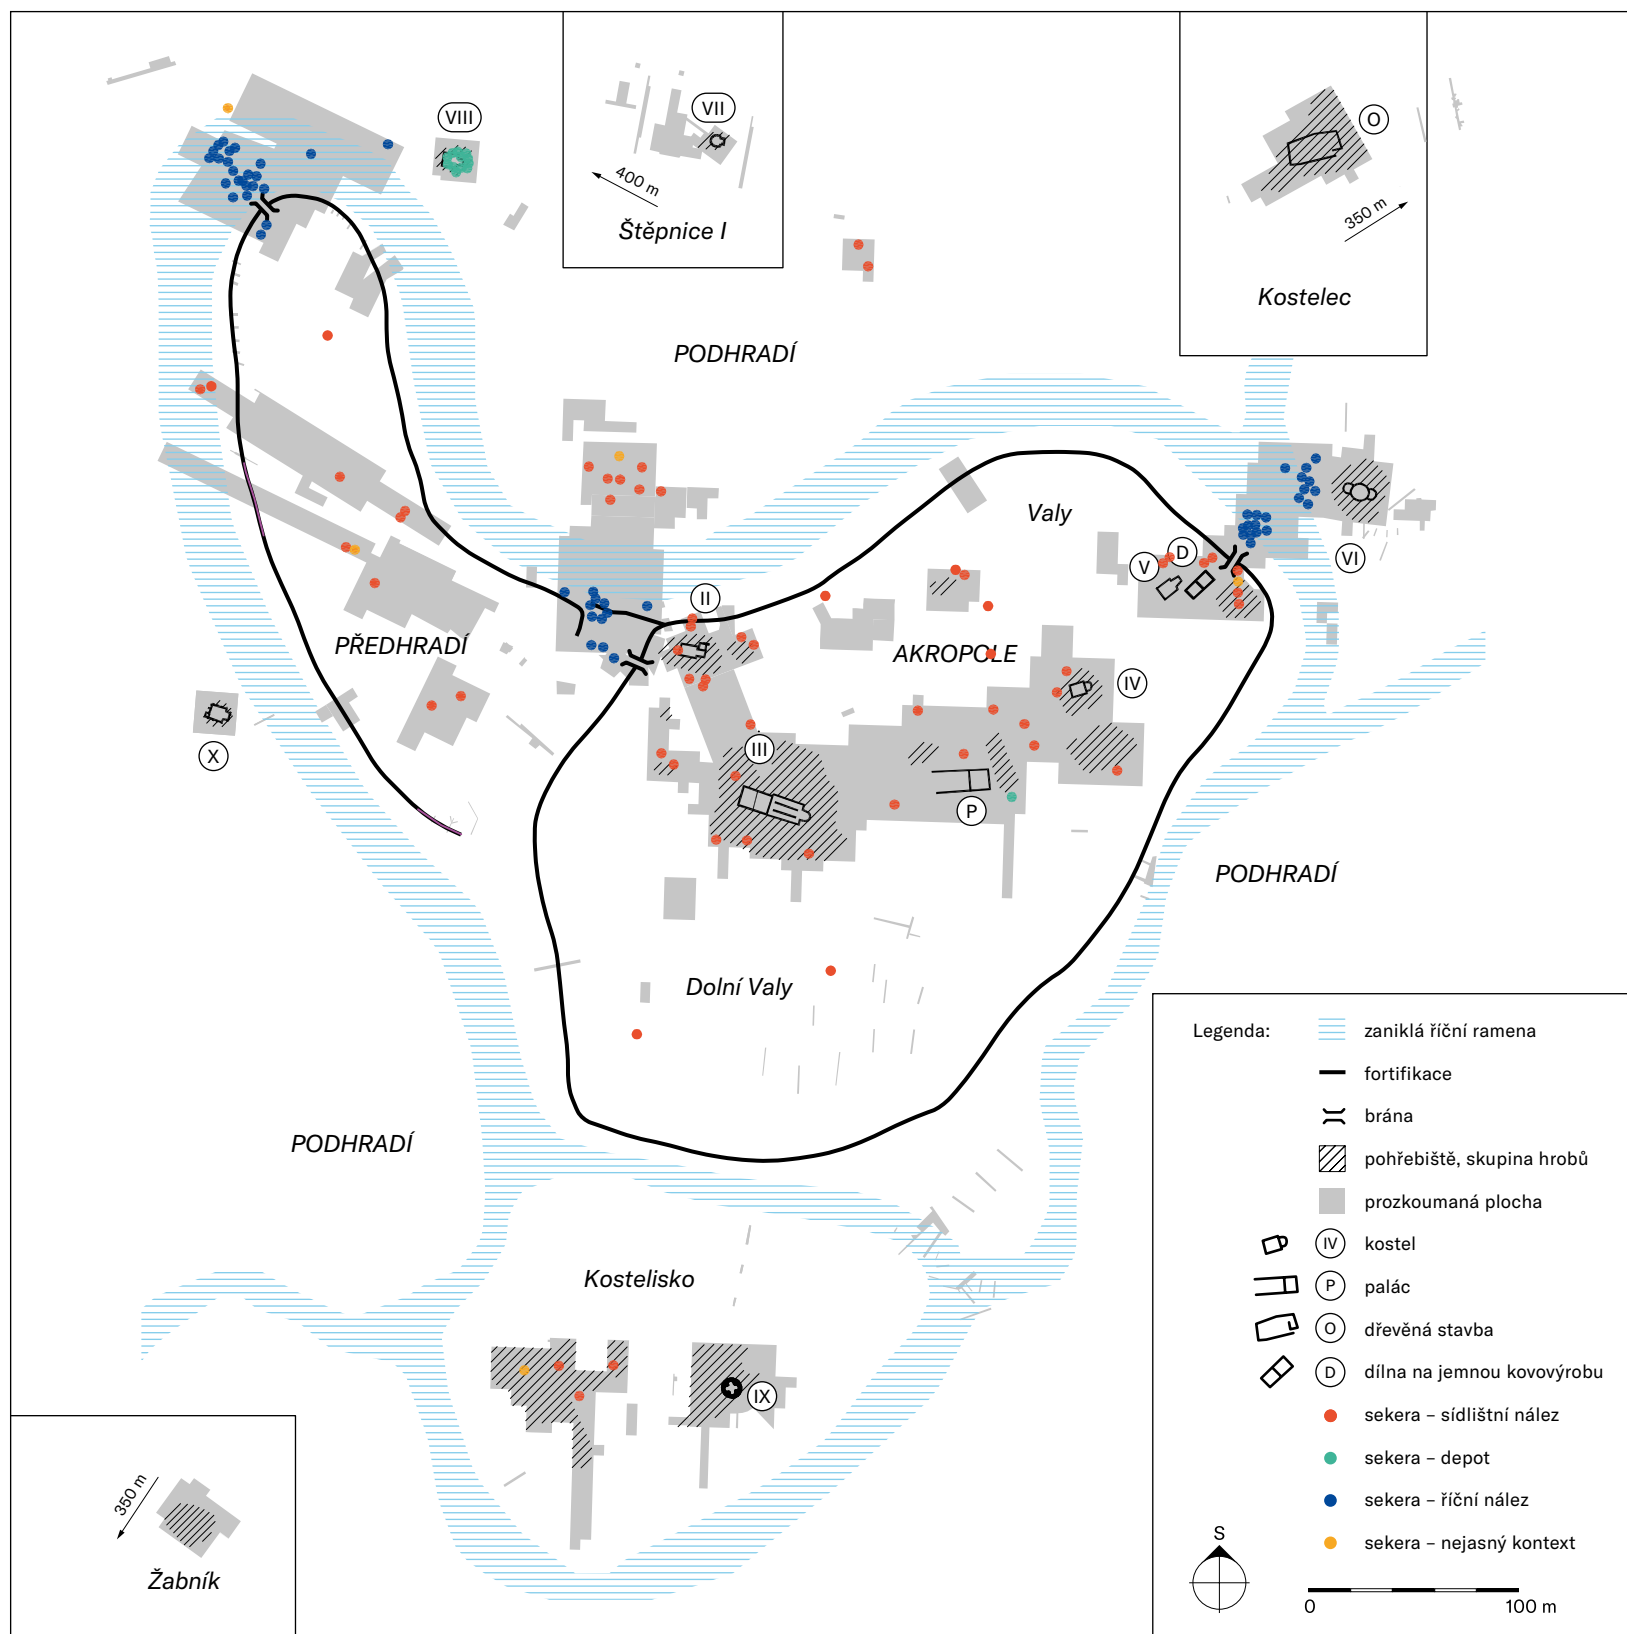 VIII
VII
400 m
Štěpnice I
O
350 m
Kostelec
PODHRADÍ
Valy
V
D
VI
II
PŘEDHRADÍ
AKROPOLE
IV
X
III
P
PODHRADÍ
Dolní Valy
PODHRADÍ
Kostelisko
IX
350 m
Žabník
Legenda:
zaniklá říční ramena
fortifikace
brána
pohřebiště, skupina hrobů
prozkoumaná plocha
IV kostel
P palác
O dřevěná stavba
D dílna na jemnou kovovýrobu
sekera – sídlištní nález
sekera – depot
sekera – říční nález
sekera – nejasný kontext
S
0 100 m